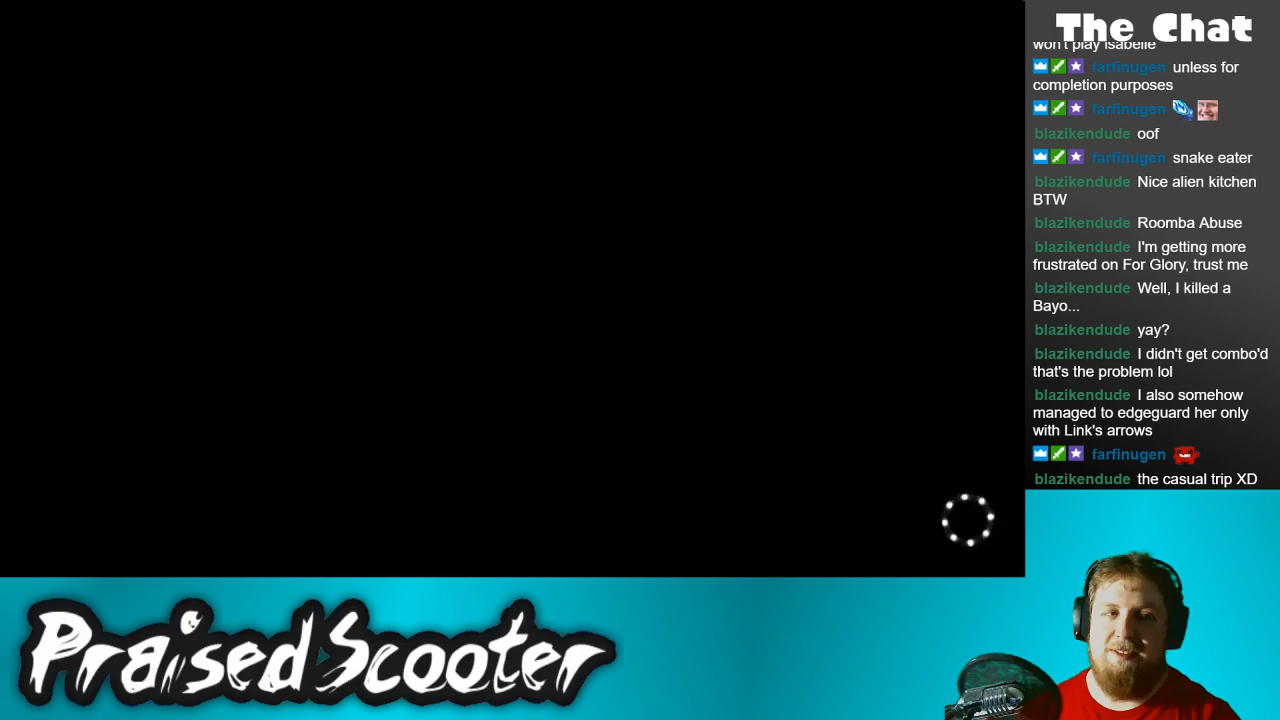 The Chat
won't play isabelle
farfinugen unless for
completion purposes
farfinugen
blazikendude oof
farfinugen snake eater
blazikendude Nice alien kitchen
BTW
blazikendude Roomba Abuse
blazikendude I'm getting more
frustrated on For Glory, trust me
blazikendude Well, I killed a
Bayo...
blazikendude yay?
blazikendude I didn't get combo'd
that's the problem lol
blazikendude I also somehow
managed to edgeguard her only
with Link's arrows
farfinugen
blazikendude the casual trip XD
PraisedScooter